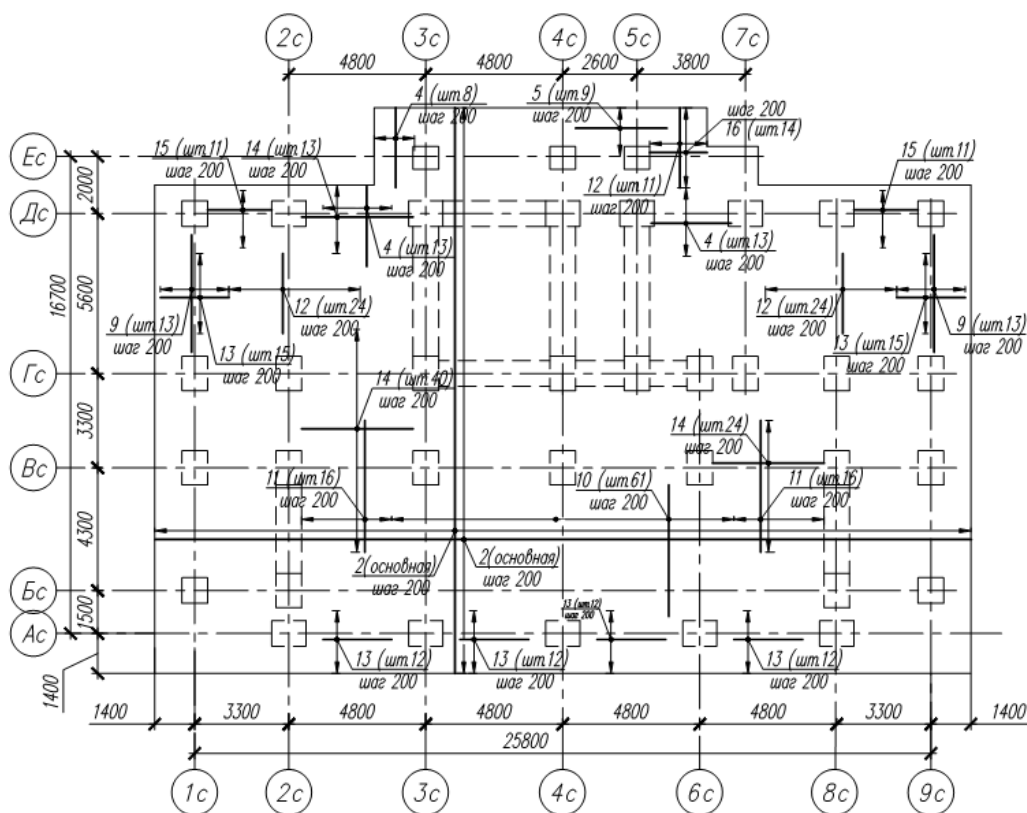 2с
3с
4с
5с
7с
4800
4800
2600
3800
4 (шт.8)
шаг 200
5 (шт.9)
шаг 200
шаг 200
16 (шт.14)
Ес
15 (шт.11)
шаг 200
14 (шт.13)
шаг 200
12 (шт.11)
шаг 200
15 (шт.11)
шаг 200
2000
Дс
4 (шт.13)
шаг 200
4 (шт.13)
шаг 200
16700
5600
9 (шт.13)
шаг 200
12 (шт.24)
шаг 200
12 (шт.24)
шаг 200
9 (шт.13)
шаг 200
13 (шт.15)
шаг 200
13 (шт.15)
шаг 200
Гс
14 (шт.40)
шаг 200
3300
14 (шт.24)
шаг 200
Вс
11 (шт.16)
шаг 200
10 (шт.61)
шаг 200
11 (шт.16)
шаг 200
4300
2(основная)
шаг 200
2(основная)
шаг 200
Бс
1500
13 (шт.12)
шаг 200
Ас
13 (шт.12)
шаг 200
13 (шт.12)
шаг 200
13 (шт.12)
шаг 200
1400
1400
3300
4800
4800
4800
4800
3300
1400
25800
1с
2с
3с
4с
6с
8с
9с